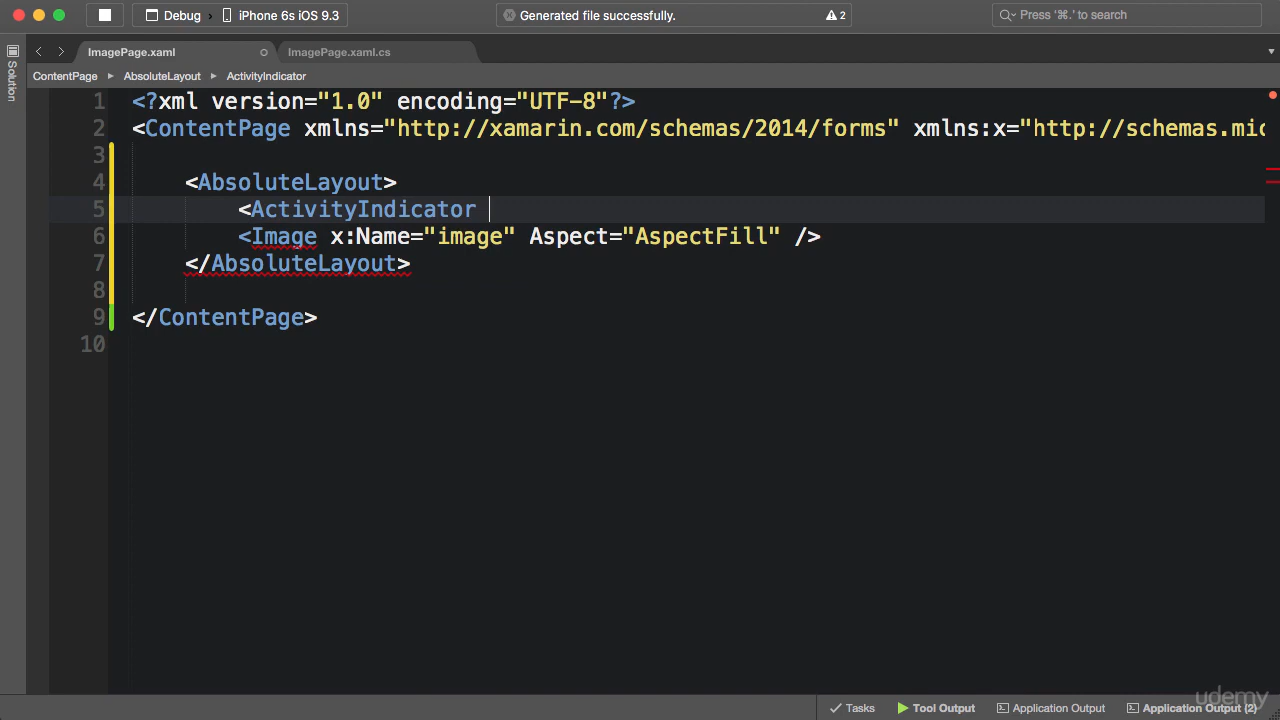 Debug > iPhone 6s iOS 9.3
Generated file successfully.
2
Press '⌘.' to search
Solution
ImagePage.xaml
ImagePage.xaml.cs
ContentPage ▸ AbsoluteLayout ▸ ActivityIndicator
1 <?xml version="1.0" encoding="UTF-8"?>
2 <ContentPage xmlns="http://xamarin.com/schemas/2014/forms" xmlns:x="http://schemas.mic
3
4 <AbsoluteLayout>
5 <ActivityIndicator
6 <Image x:Name="image" Aspect="AspectFill" />
7 </AbsoluteLayout>
8
9 </ContentPage>
10
Tasks
Tool Output
Application Output
Application Output (2)
udemy